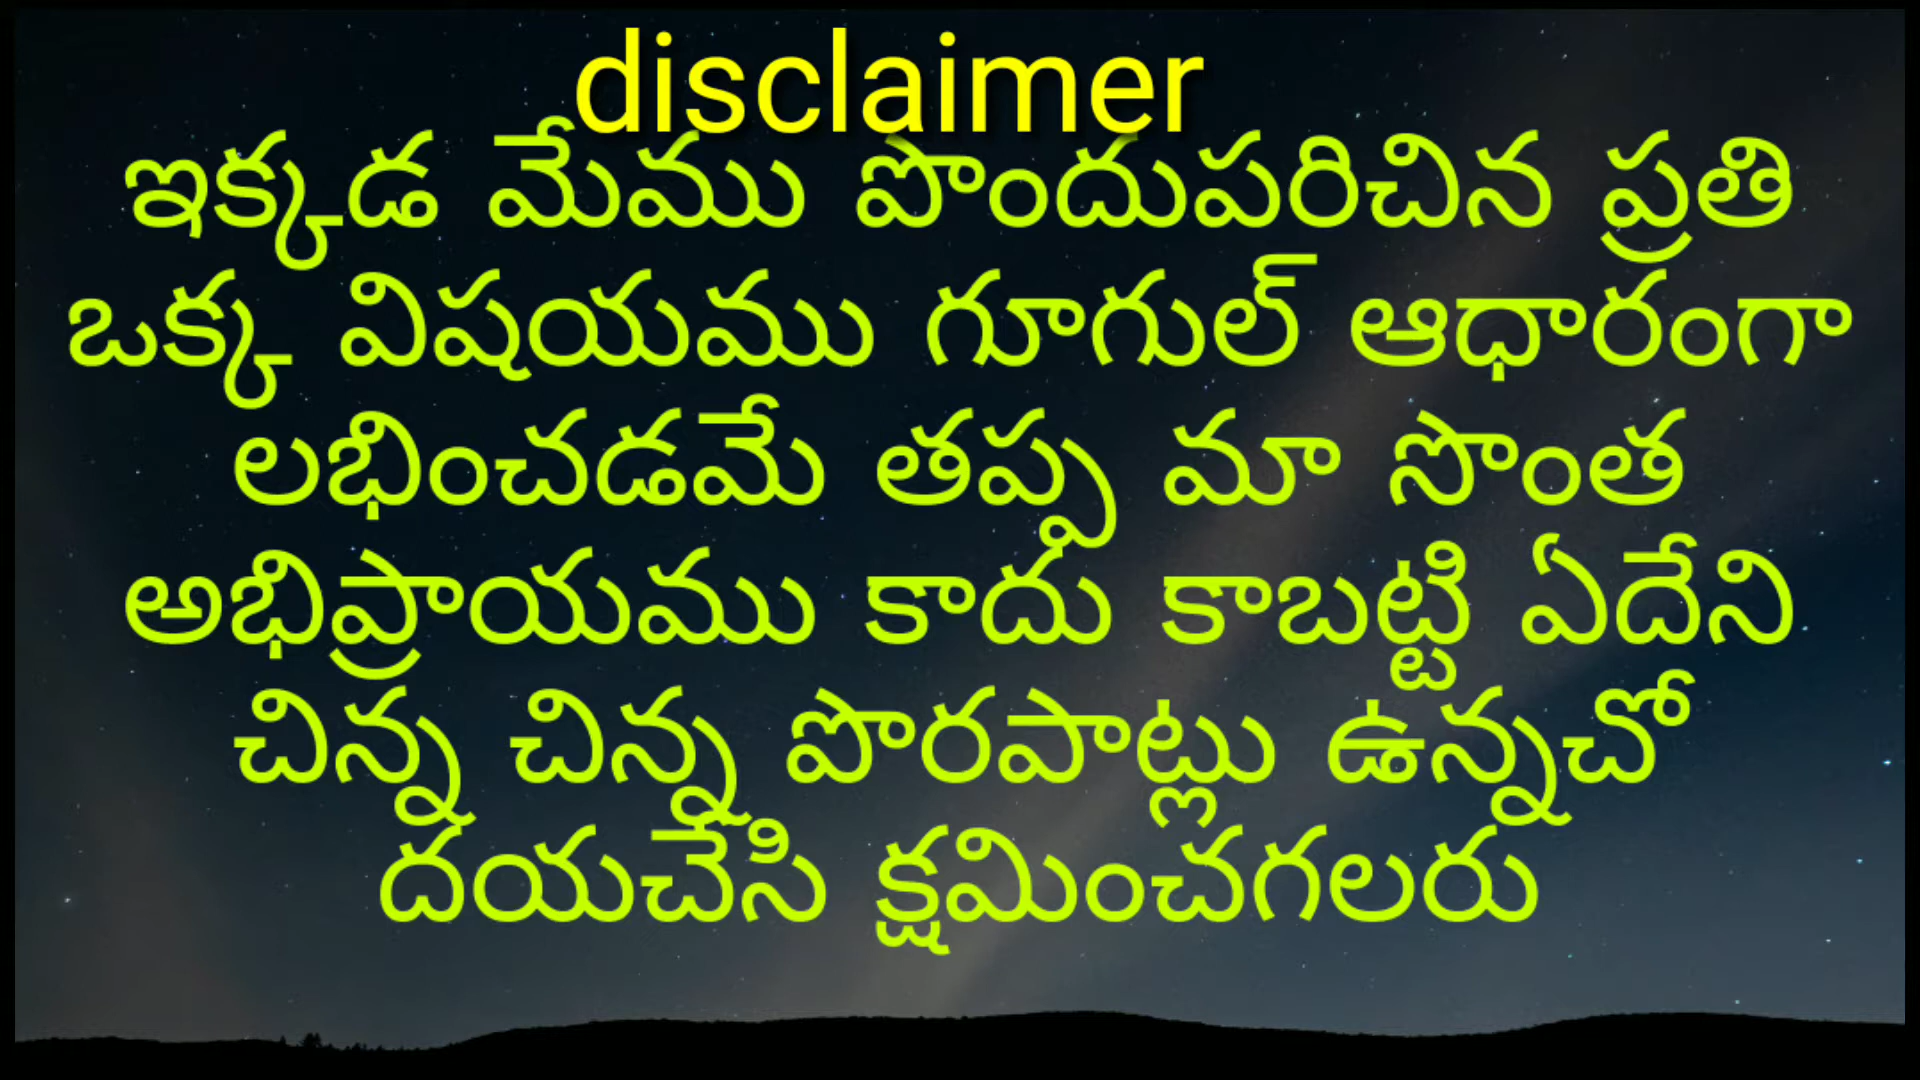 disclaimer
ఇక్కడ మేము పొందుపరిచిన ప్రతి
ఒక్క విషయము గూగుల్ ఆధారంగా
లభించడమే తప్ప మా సొంత
అభిప్రాయము కాదు కాబట్టి ఏదేని
చిన్న చిన్న పొరపాట్లు ఉన్నచో
దయచేసి క్షమించగలరు